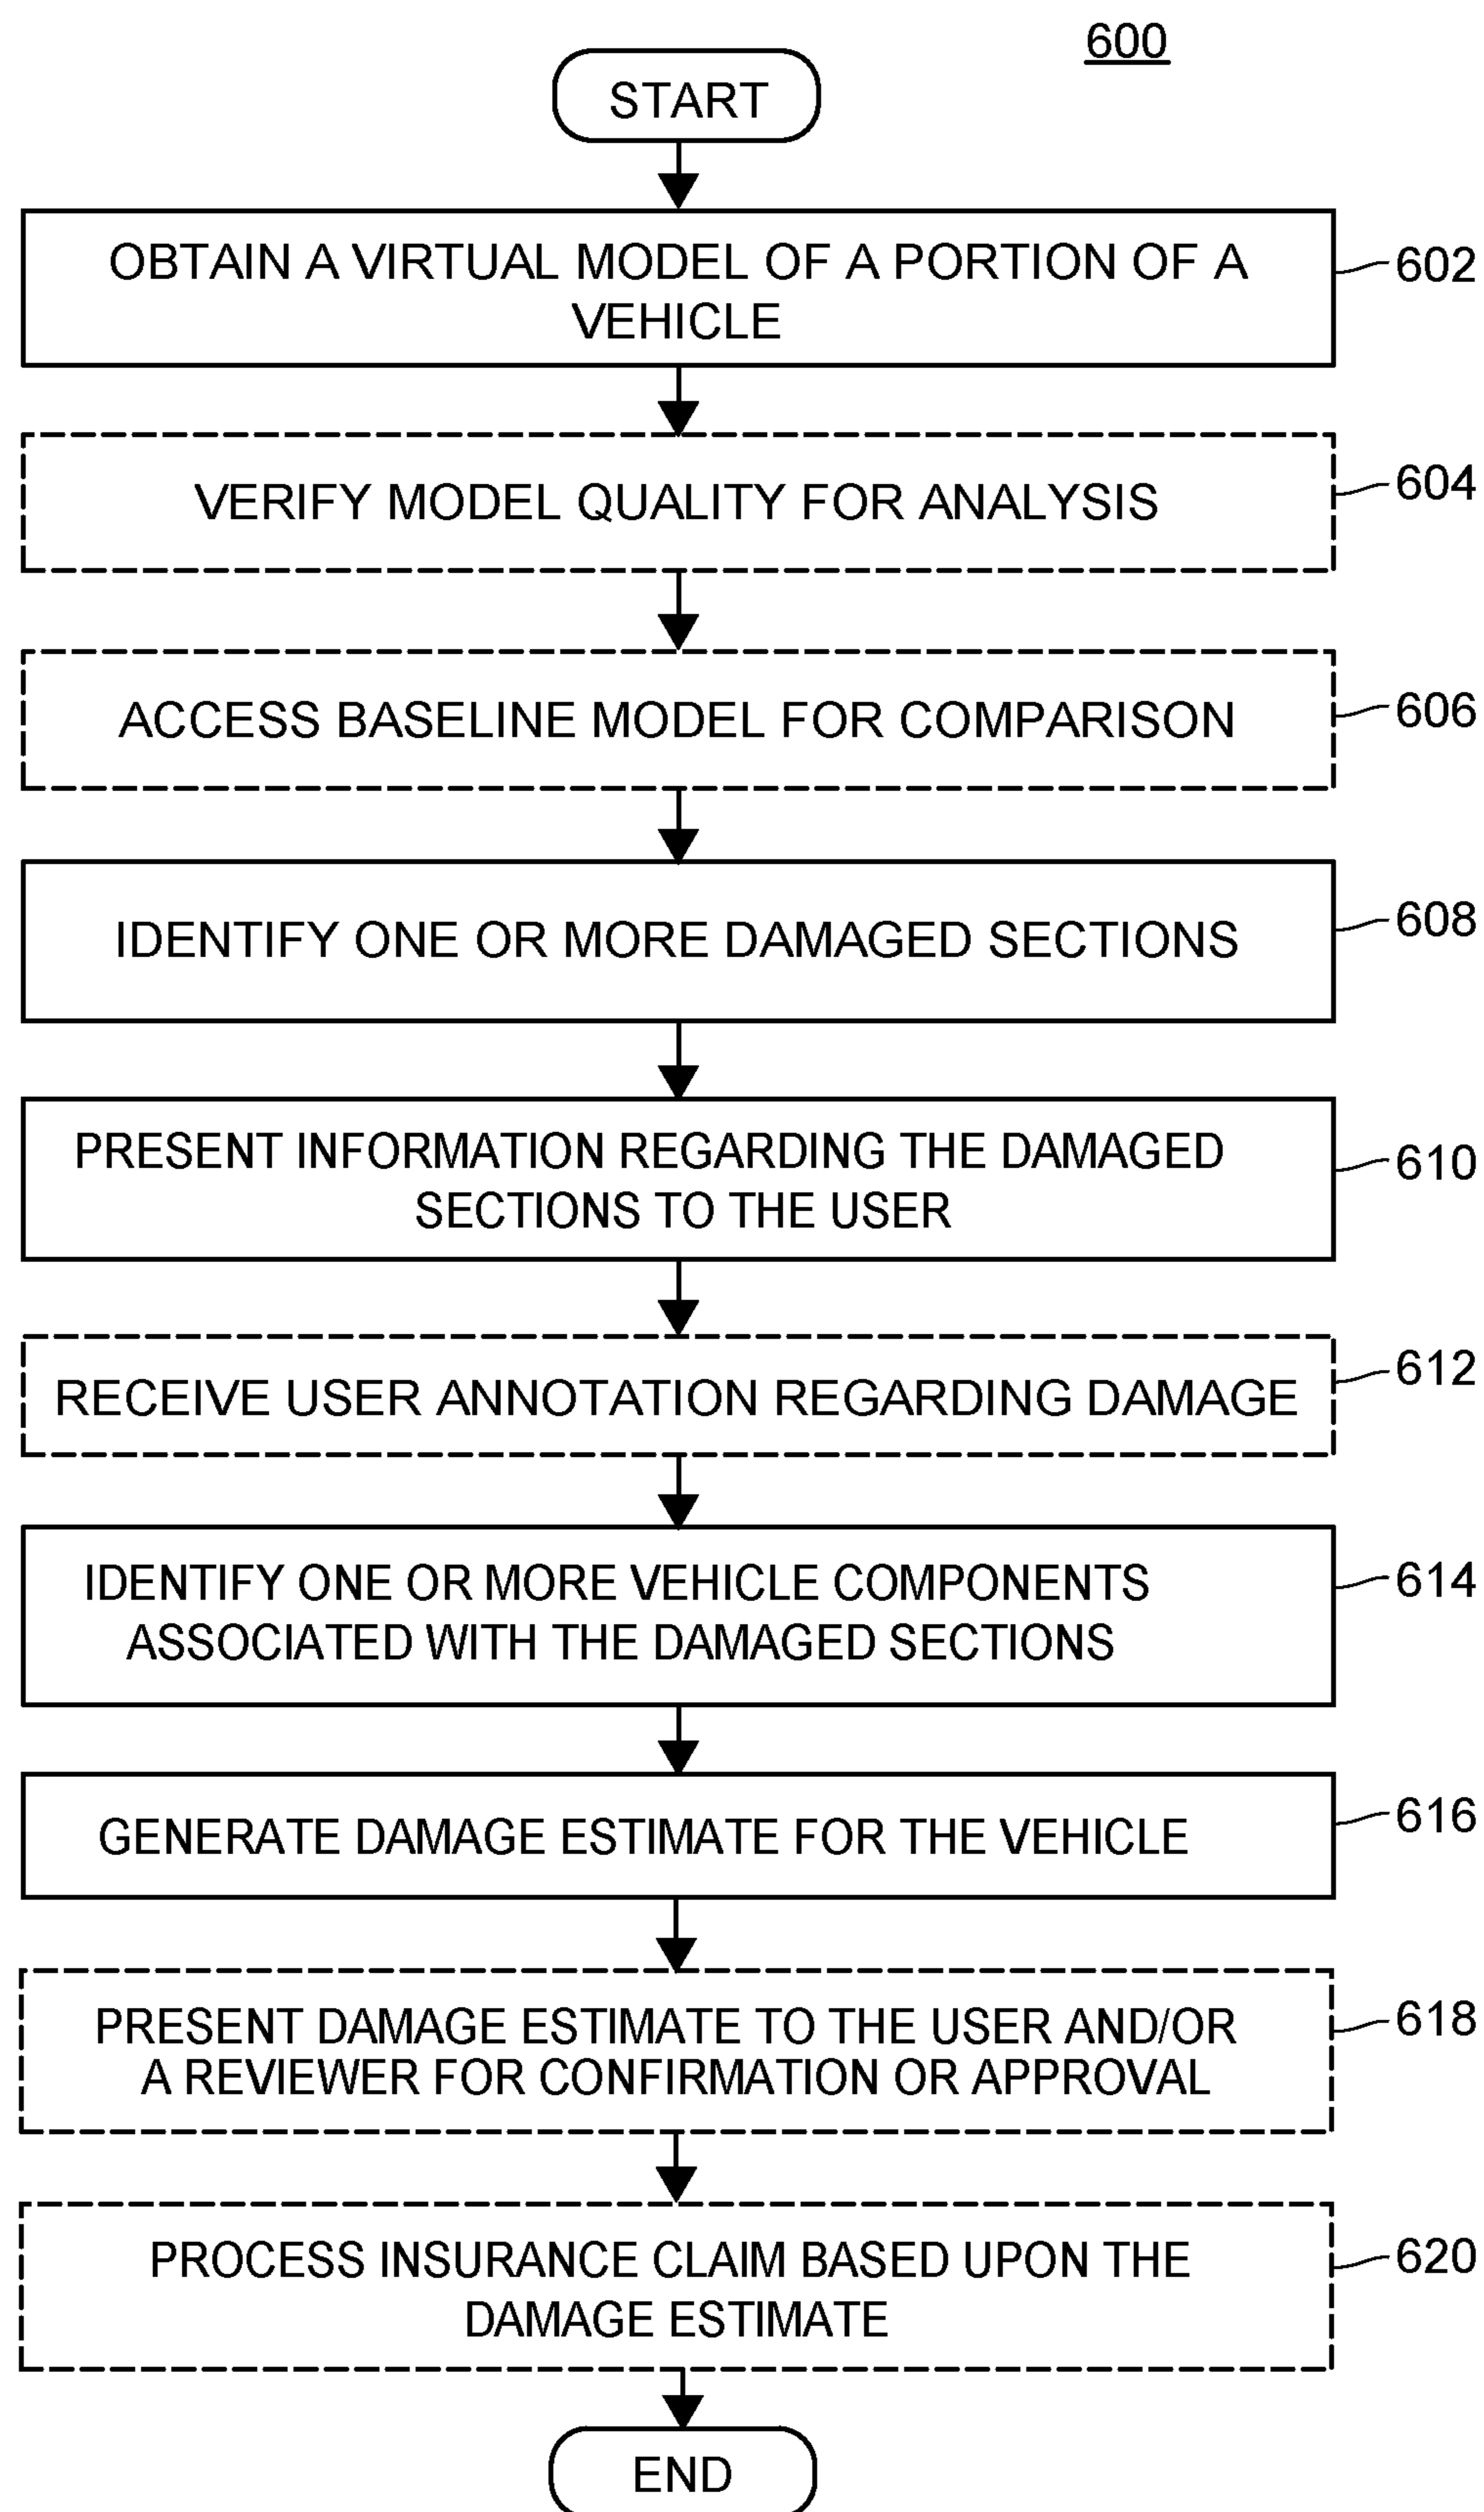 600
START
OBTAIN A VIRTUAL MODEL OF A PORTION OF A
VEHICLE
602
VERIFY MODEL QUALITY FOR ANALYSIS
604
ACCESS BASELINE MODEL FOR COMPARISON
606
IDENTIFY ONE OR MORE DAMAGED SECTIONS
608
PRESENT INFORMATION REGARDING THE DAMAGED
SECTIONS TO THE USER
610
RECEIVE USER ANNOTATION REGARDING DAMAGE
612
IDENTIFY ONE OR MORE VEHICLE COMPONENTS
ASSOCIATED WITH THE DAMAGED SECTIONS
614
GENERATE DAMAGE ESTIMATE FOR THE VEHICLE
616
PRESENT DAMAGE ESTIMATE TO THE USER AND/OR
A REVIEWER FOR CONFIRMATION OR APPROVAL
618
PROCESS INSURANCE CLAIM BASED UPON THE
DAMAGE ESTIMATE
620
END